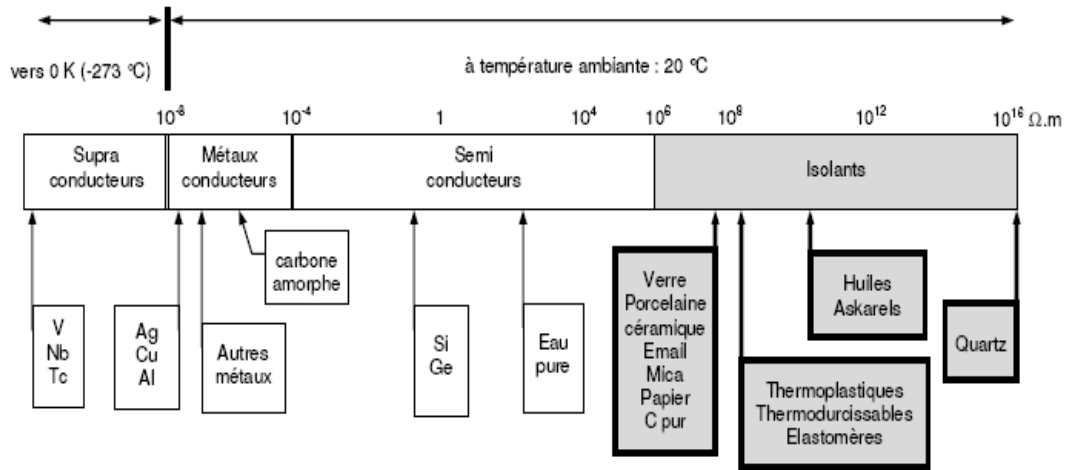 vers 0 K (-273 ºC)
à température ambiante : 20 ºC
10⁻⁸
10⁻⁴
1
10⁴
10⁶
10⁸
10¹²
10¹⁶ Ω.m
Supra
conducteurs
Métaux
conducteurs
Semi
conducteurs
Isolants
carbone
amorphe
V
Nb
Tc
Ag
Cu
Al
Autres
métaux
Si
Ge
Eau
pure
Verre
Porcelaine
céramique
Email
Mica
Papier
C pur
Thermoplastiques
Thermodurcissables
Elastomères
Huiles
Askarels
Quartz